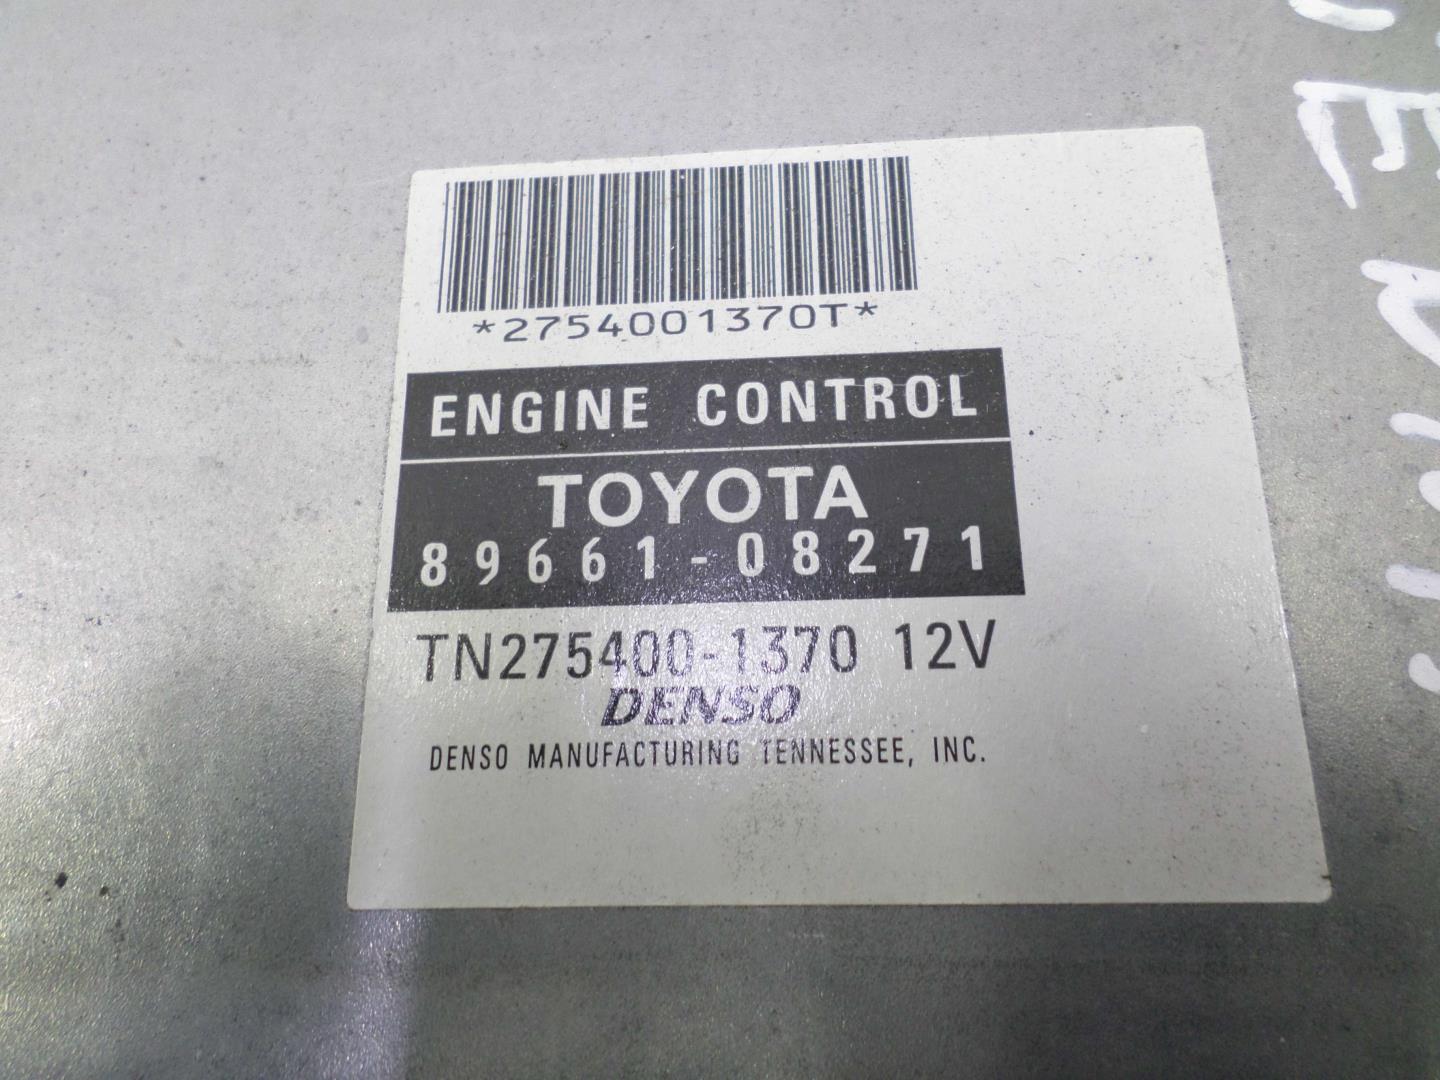 *2754001370T*
ENGINE CONTROL
TOYOTA
89661-08271
TN275400-1370 12V
DENSO
DENSO MANUFACTURING TENNESSEE, INC.